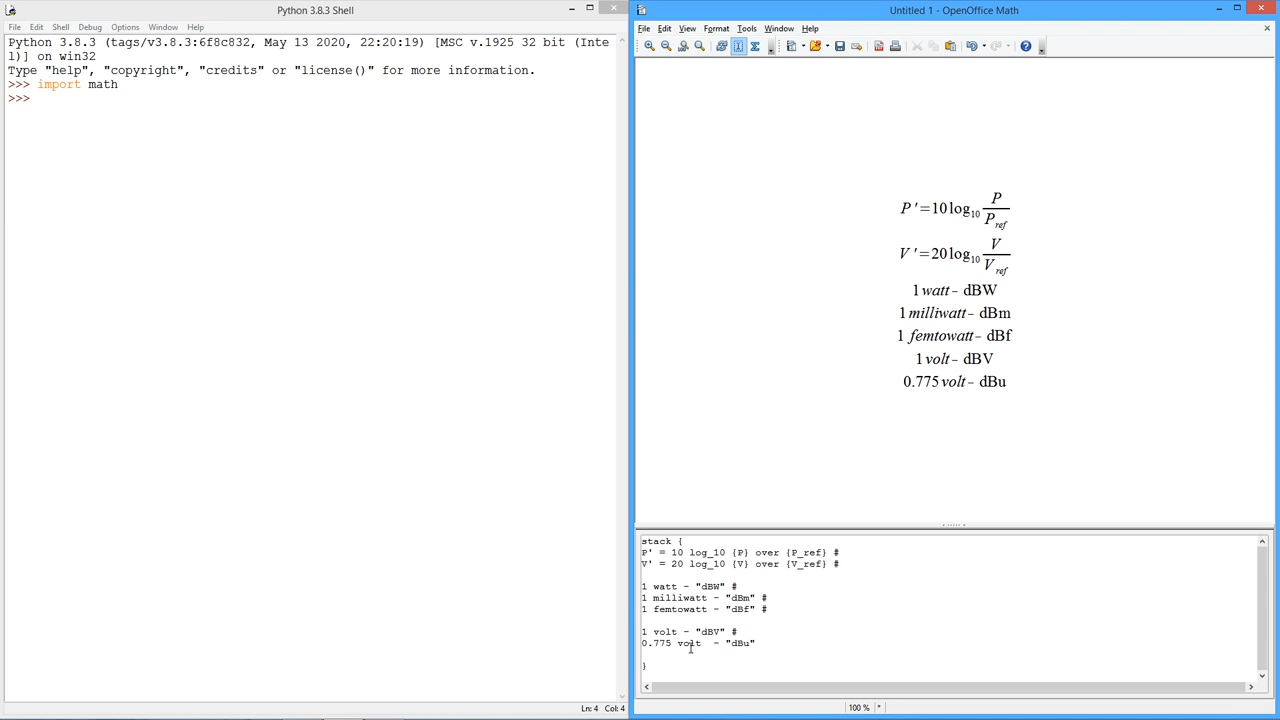 Python 3.8.3 Shell
File Edit Shell Debug Options Window Help
Python 3.8.3 (tags/v3.8.3:6f8c832, May 13 2020, 22:20:19) [MSC v.1925 32 bit (Inte
l)] on win32
Type "help", "copyright", "credits" or "license()" for more information.
>>> import math
>>>
Ln: 4 Col: 4
Untitled 1 - OpenOffice Math
File Edit View Format Tools Window Help
P'=10log10 P/Pref
V'=20log10 V/Vref
1 watt– dBW
1 milliwatt– dBm
1 femtowatt– dBf
1 volt– dBV
0.775 volt– dBu
stack {
P' = 10 log_10 {P} over {P_ref} #
V' = 20 log_10 {V} over {V_ref} #
1 watt - "dBW" #
1 milliwatt - "dBm" #
1 femtowatt - "dBf" #
1 volt - "dBV" #
0.775 volt  - "dBu"
}
100 % *